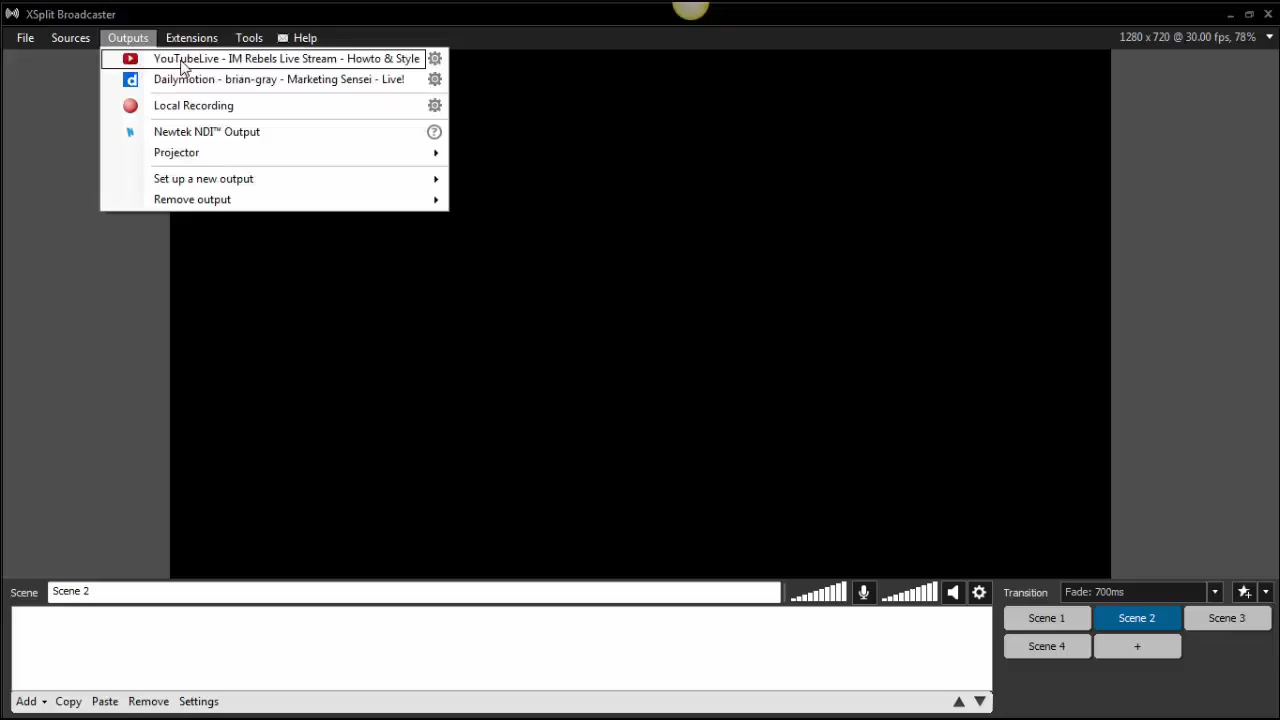 XSplit Broadcaster
File Sources Outputs Extensions Tools Help 1280 x 720 @ 30.00 fps, 78%
YouTubeLive - IM Rebels Live Stream - Howto & Style
Dailymotion - brian-gray - Marketing Sensei - Live!
Local Recording
Newtek NDI™ Output ?
Projector
Set up a new output
Remove output
Scene Scene 2 Transition Fade: 700ms
Scene 1 Scene 2 Scene 3
Scene 4 +
Add Copy Paste Remove Settings